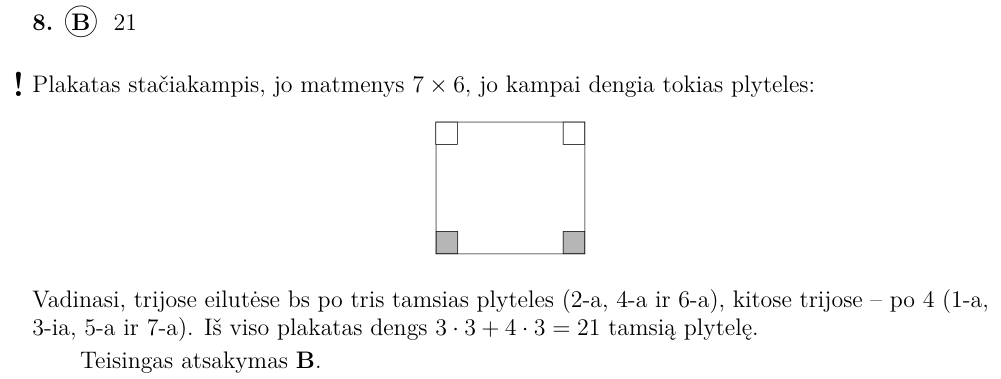 8. B 21
! Plakatas stačiakampis, jo matmenys 7 × 6, jo kampai dengia tokias plyteles:
Vadinasi, trijose eilutėse bs po tris tamsias plyteles (2-a, 4-a ir 6-a), kitose trijose – po 4 (1-a,
3-ia, 5-a ir 7-a). Iš viso plakatas dengs 3 · 3 + 4 · 3 = 21 tamsią plytelę.
Teisingas atsakymas B.